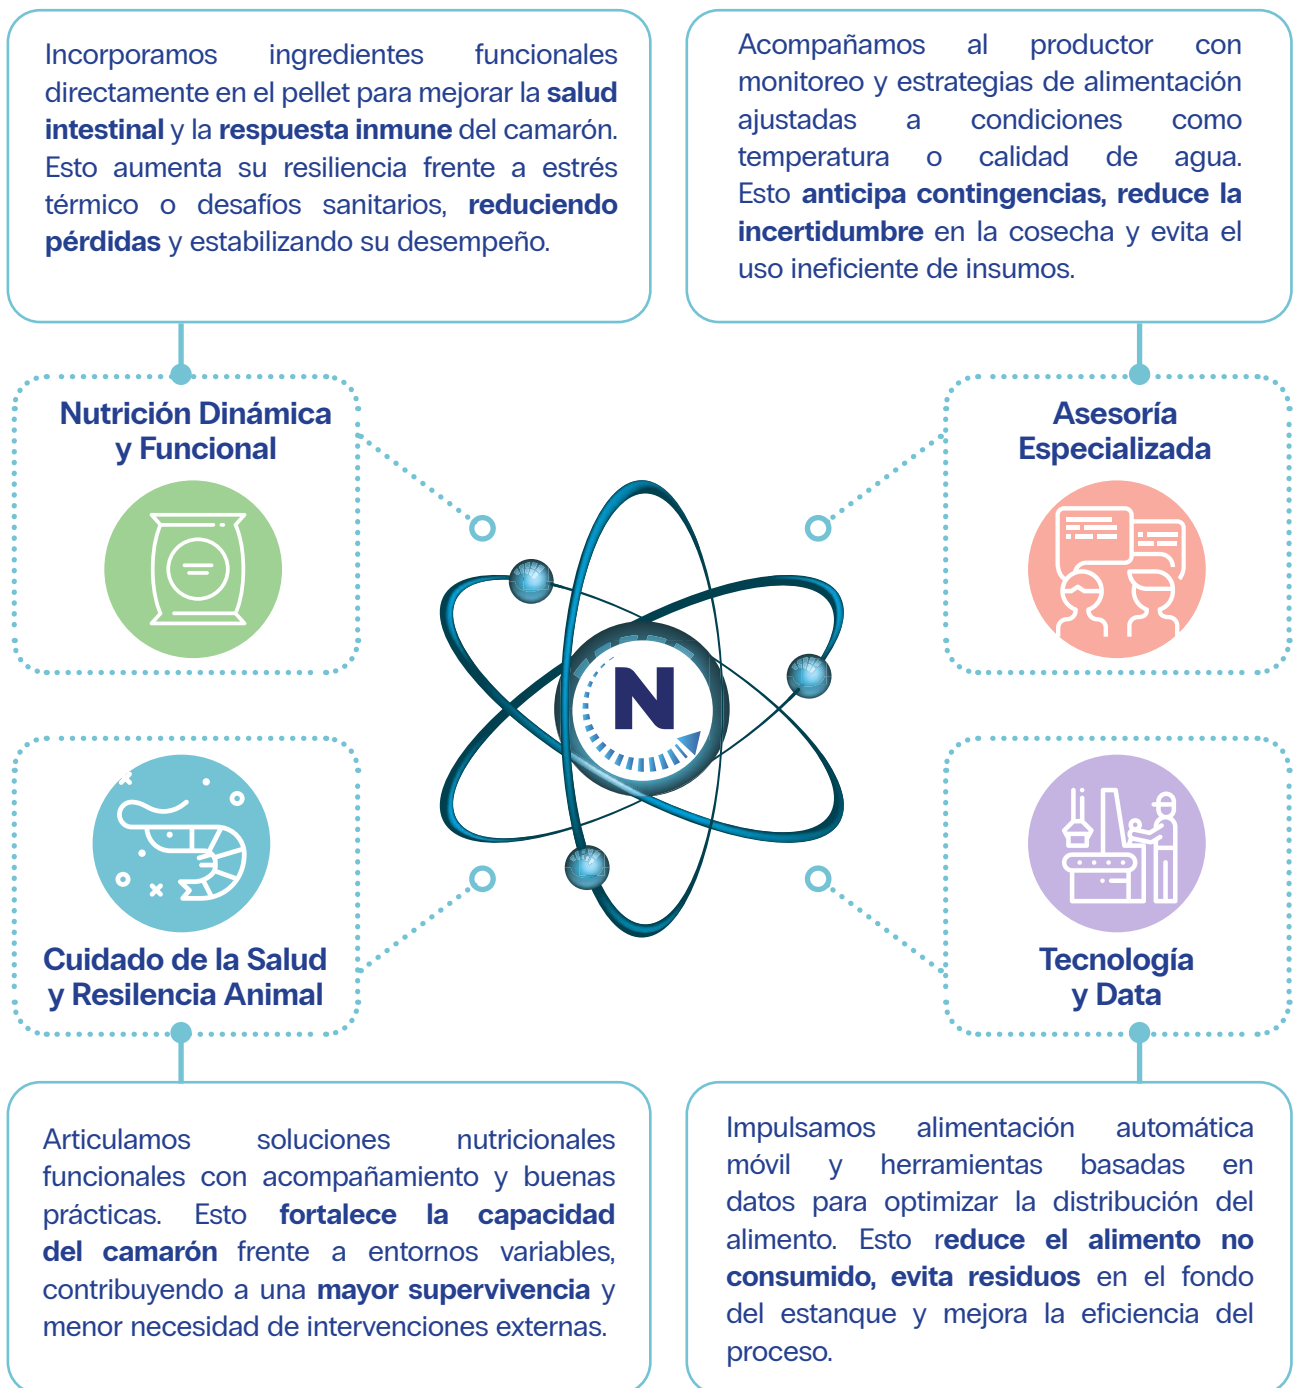 Incorporamos ingredientes funcionales
directamente en el pellet para mejorar la salud
intestinal y la respuesta inmune del camarón.
Esto aumenta su resiliencia frente a estrés
térmico o desafíos sanitarios, reduciendo
pérdidas y estabilizando su desempeño.
Acompañamos al productor con
monitoreo y estrategias de alimentación
ajustadas a condiciones como
temperatura o calidad de agua.
Esto anticipa contingencias, reduce la
incertidumbre en la cosecha y evita el
uso ineficiente de insumos.
Nutrición Dinámica
y Funcional
Asesoría
Especializada
N
Cuidado de la Salud
y Resilencia Animal
Tecnología
y Data
Articulamos soluciones nutricionales
funcionales con acompañamiento y buenas
prácticas. Esto fortalece la capacidad
del camarón frente a entornos variables,
contribuyendo a una mayor supervivencia y
menor necesidad de intervenciones externas.
Impulsamos alimentación automática
móvil y herramientas basadas en
datos para optimizar la distribución del
alimento. Esto reduce el alimento no
consumido, evita residuos en el fondo
del estanque y mejora la eficiencia del
proceso.